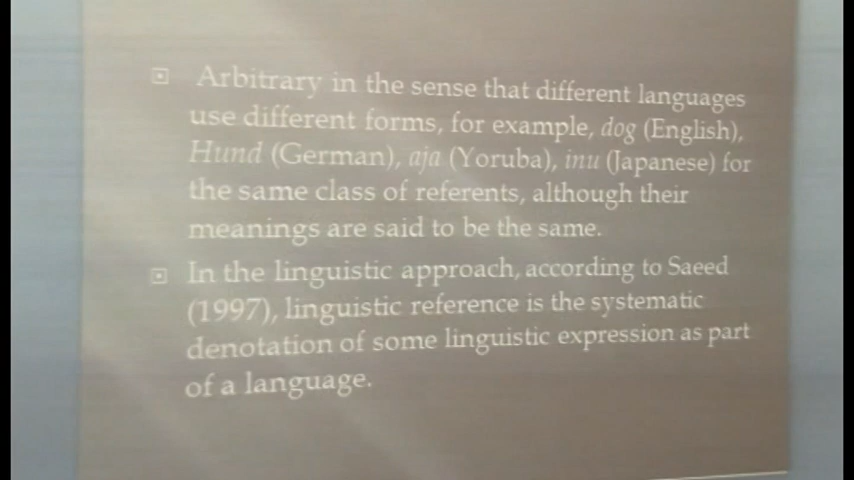 Arbitrary in the sense that different languages
use different forms, for example, dog (English),
Hund (German), aja (Yoruba), inu (Japanese) for
the same class of referents, although their
meanings are said to be the same.
In the linguistic approach, according to Saeed
(1997), linguistic reference is the systematic
denotation of some linguistic expression as part
of a language.